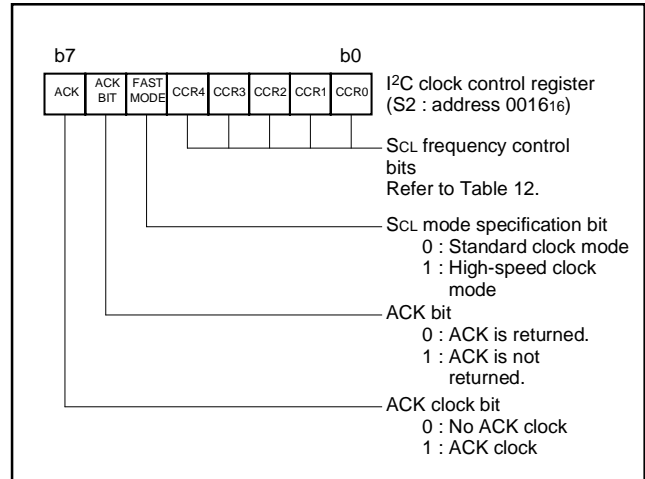 b7 b0
ACK
ACK
BIT
FAST
MODE
CCR4 CCR3 CCR2 CCR1 CCR0
I2C clock control register
(S2 : address 001616)
SCL frequency control
bits
Refer to Table 12.
SCL mode specification bit
0 : Standard clock mode
1 : High-speed clock
mode
ACK bit
0 : ACK is returned.
1 : ACK is not
returned.
ACK clock bit
0 : No ACK clock
1 : ACK clock